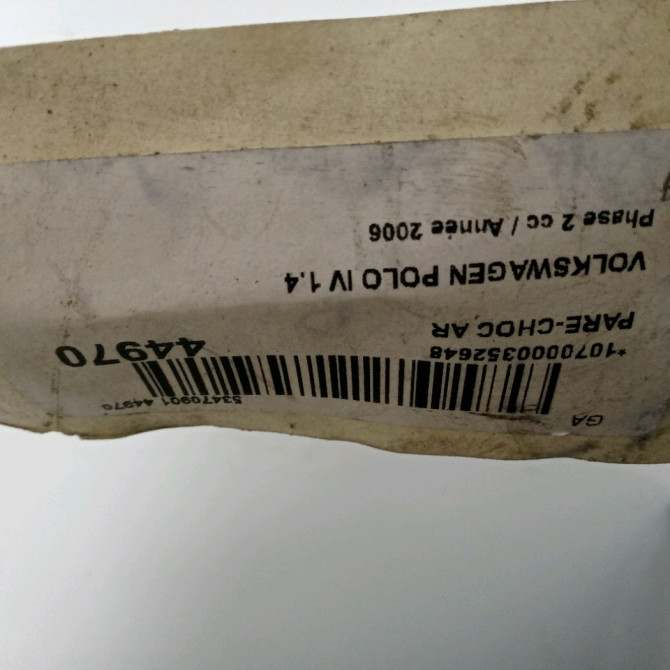 GA
53470901 44970
*1070000352648
44970
PARE-CHOC AR
VOLKSWAGEN POLO IV 1.4
Phase 2 cc / Année 2006